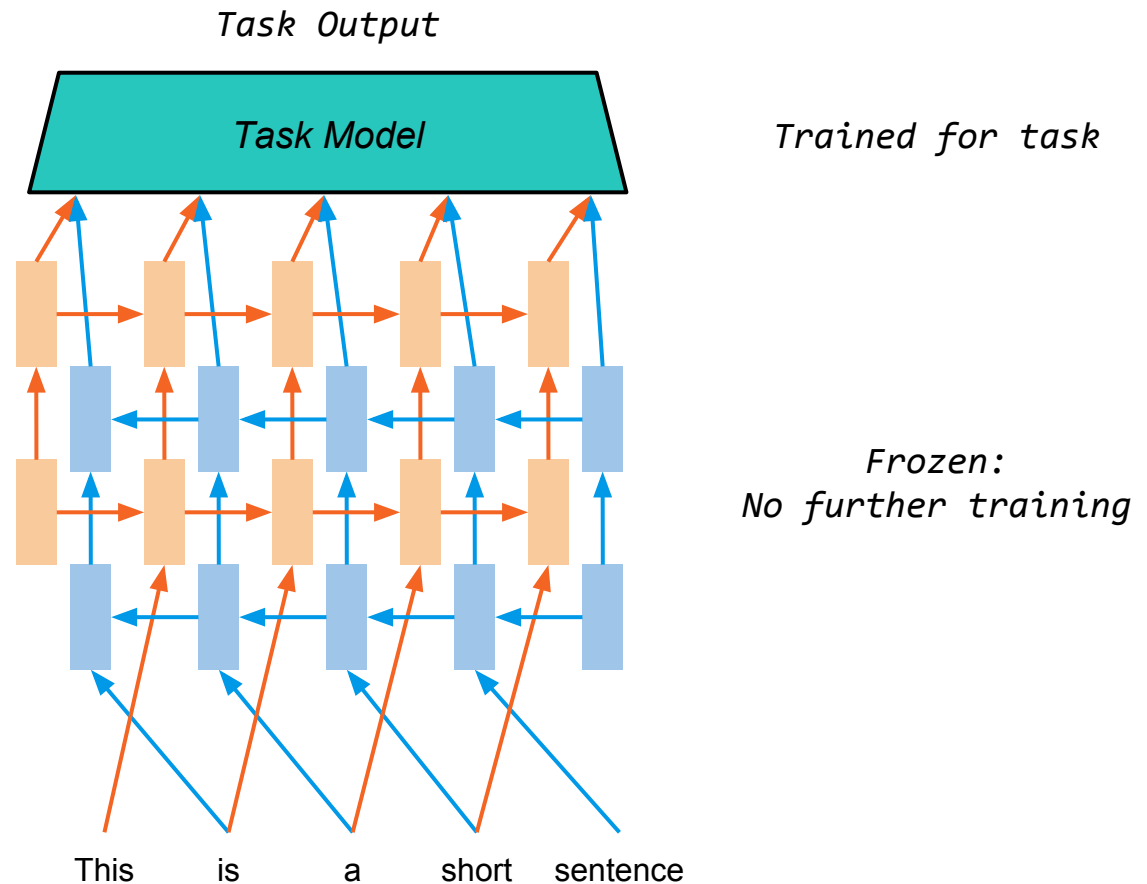 Task Output
Task Model
Trained for task
Frozen:
No further training
This is a short sentence